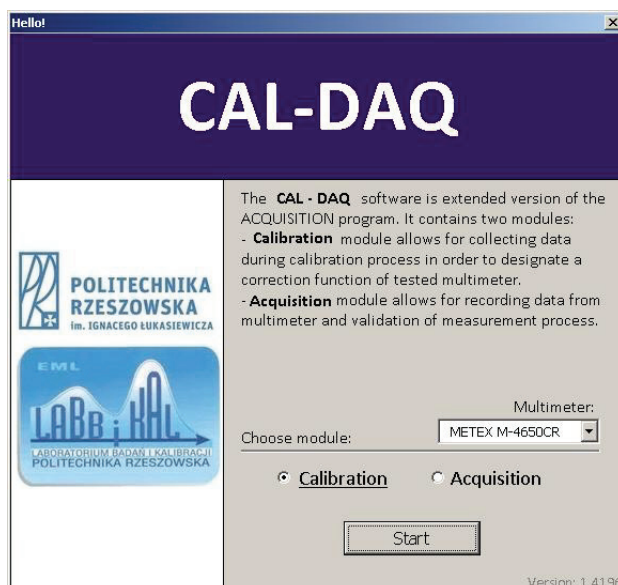 Hello!
CAL-DAQ
The CAL - DAQ software is extended version of the
ACQUISITION program. It contains two modules:
- Calibration module allows for collecting data
during calibration process in order to designate a
correction function of tested multimeter.
- Acquisition module allows for recording data from
multimeter and validation of measurement process.
POLITECHNIKA
RZESZOWSKA
im. IGNACEGO ŁUKASIEWICZA
EML
LABB i KAL
LABORATORIUM BADAŃ I KALIBRACJI
POLITECHNIKA RZESZOWSKA
Multimeter:
Choose module:
METEX M-4650CR
Calibration
Acquisition
Start
Version: 1.4196